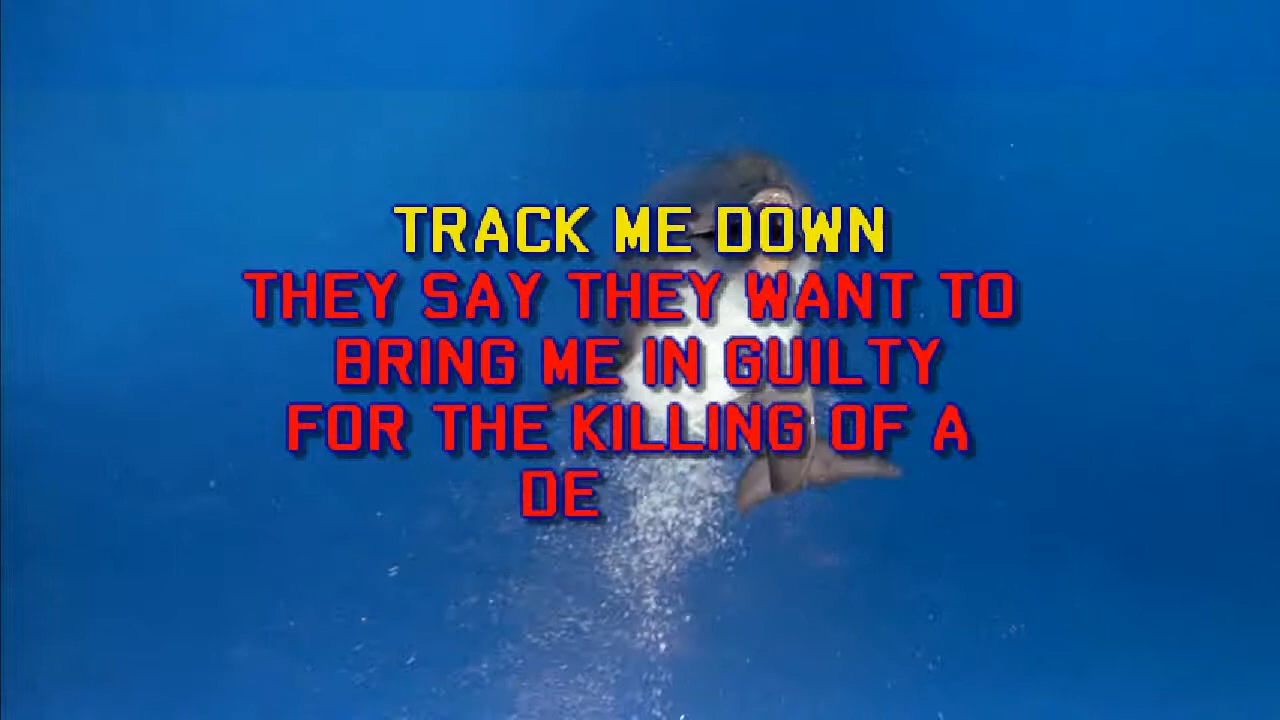 TRACK ME DOWN
THEY SAY THEY WANT TO
BRING ME IN GUILTY
FOR THE KILLING OF A
DE